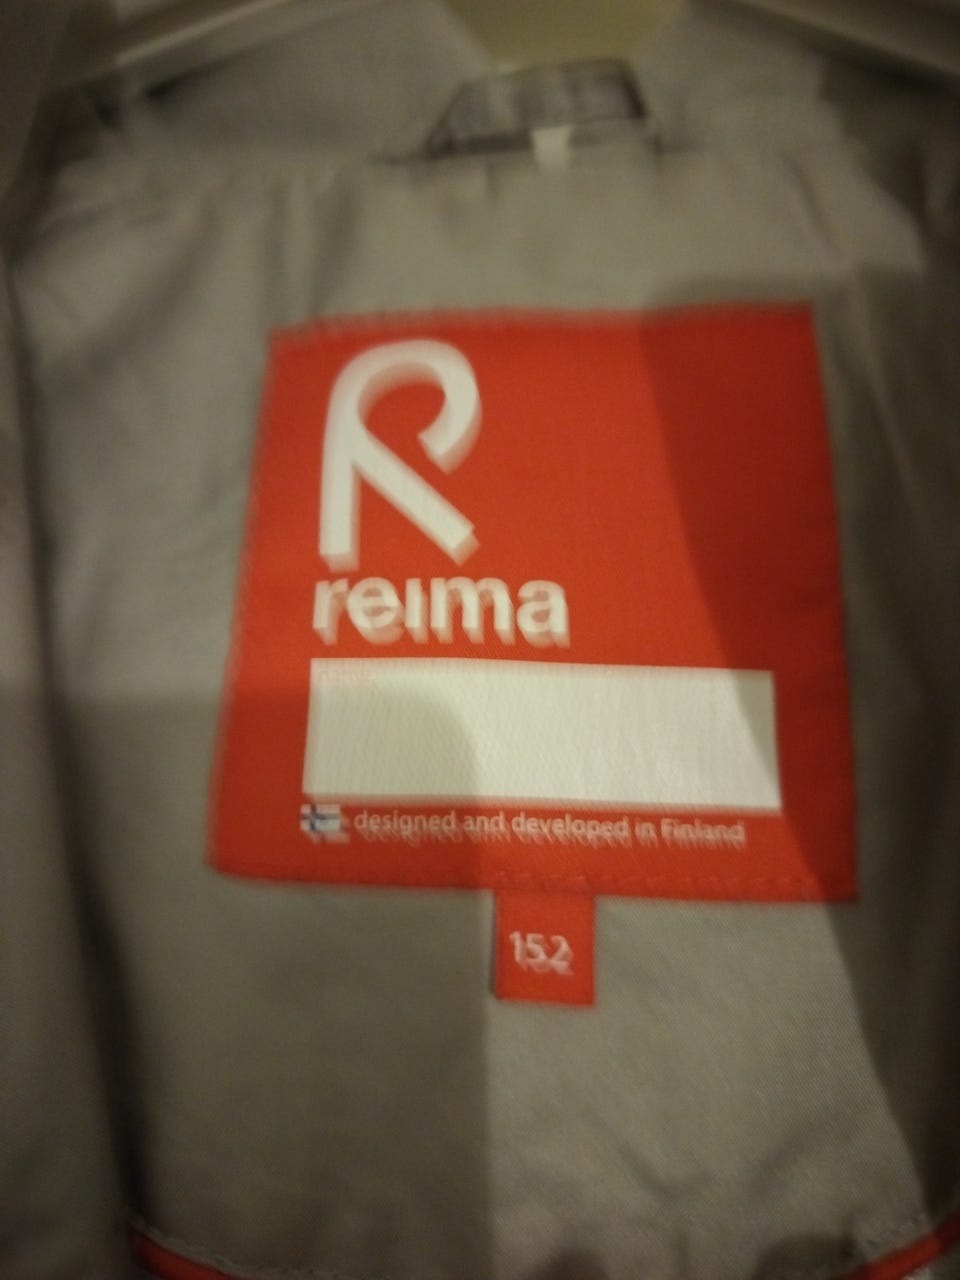 R
reima
designed and developed in Finland
152